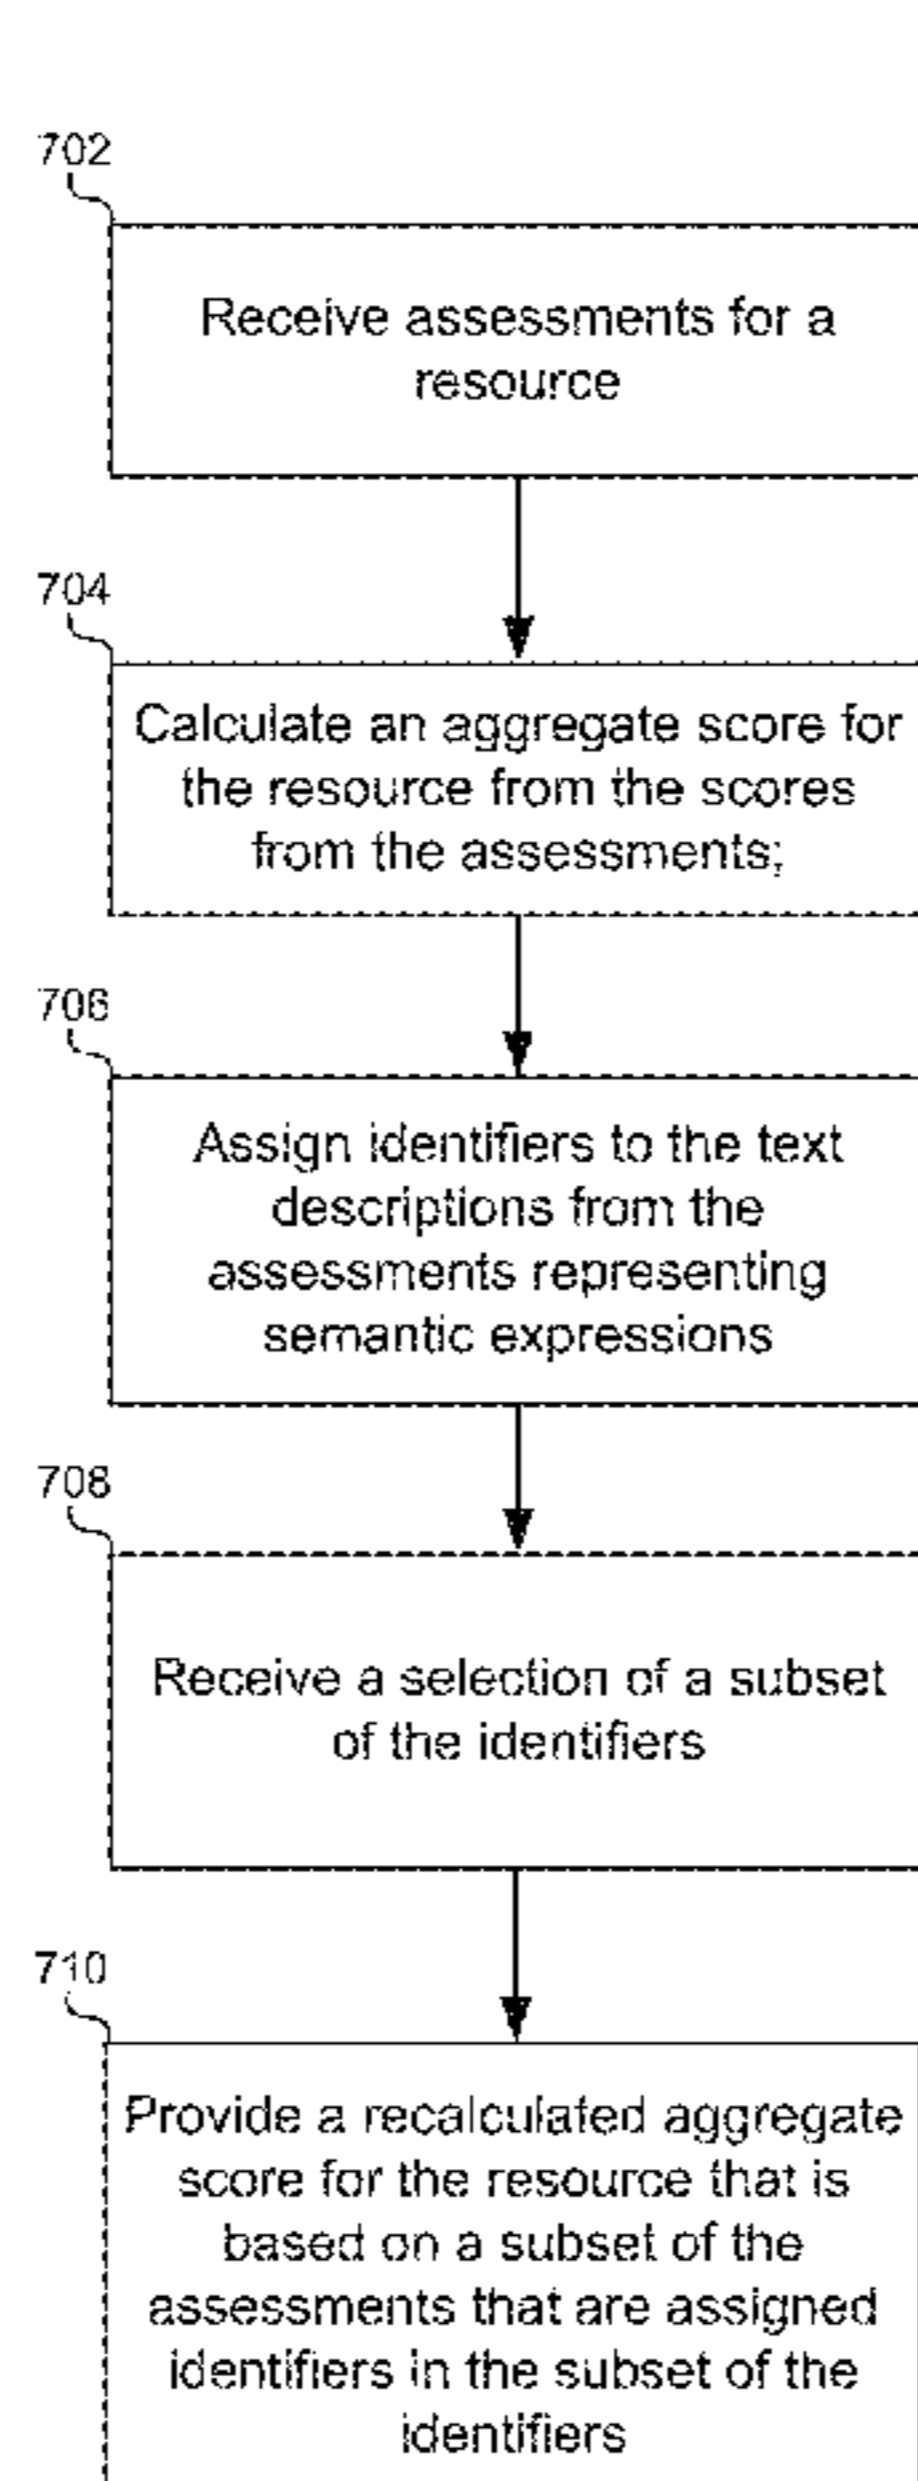 702
Receive assessments for a
resource
704
Calculate an aggregate score for
the resource from the scores
from the assessments;
706
Assign identifiers to the text
descriptions from the
assessments representing
semantic expressions
708
Receive a selection of a subset
of the identifiers
710
Provide a recalculated aggregate
score for the resource that is
based on a subset of the
assessments that are assigned
identifiers in the subset of the
identifiers